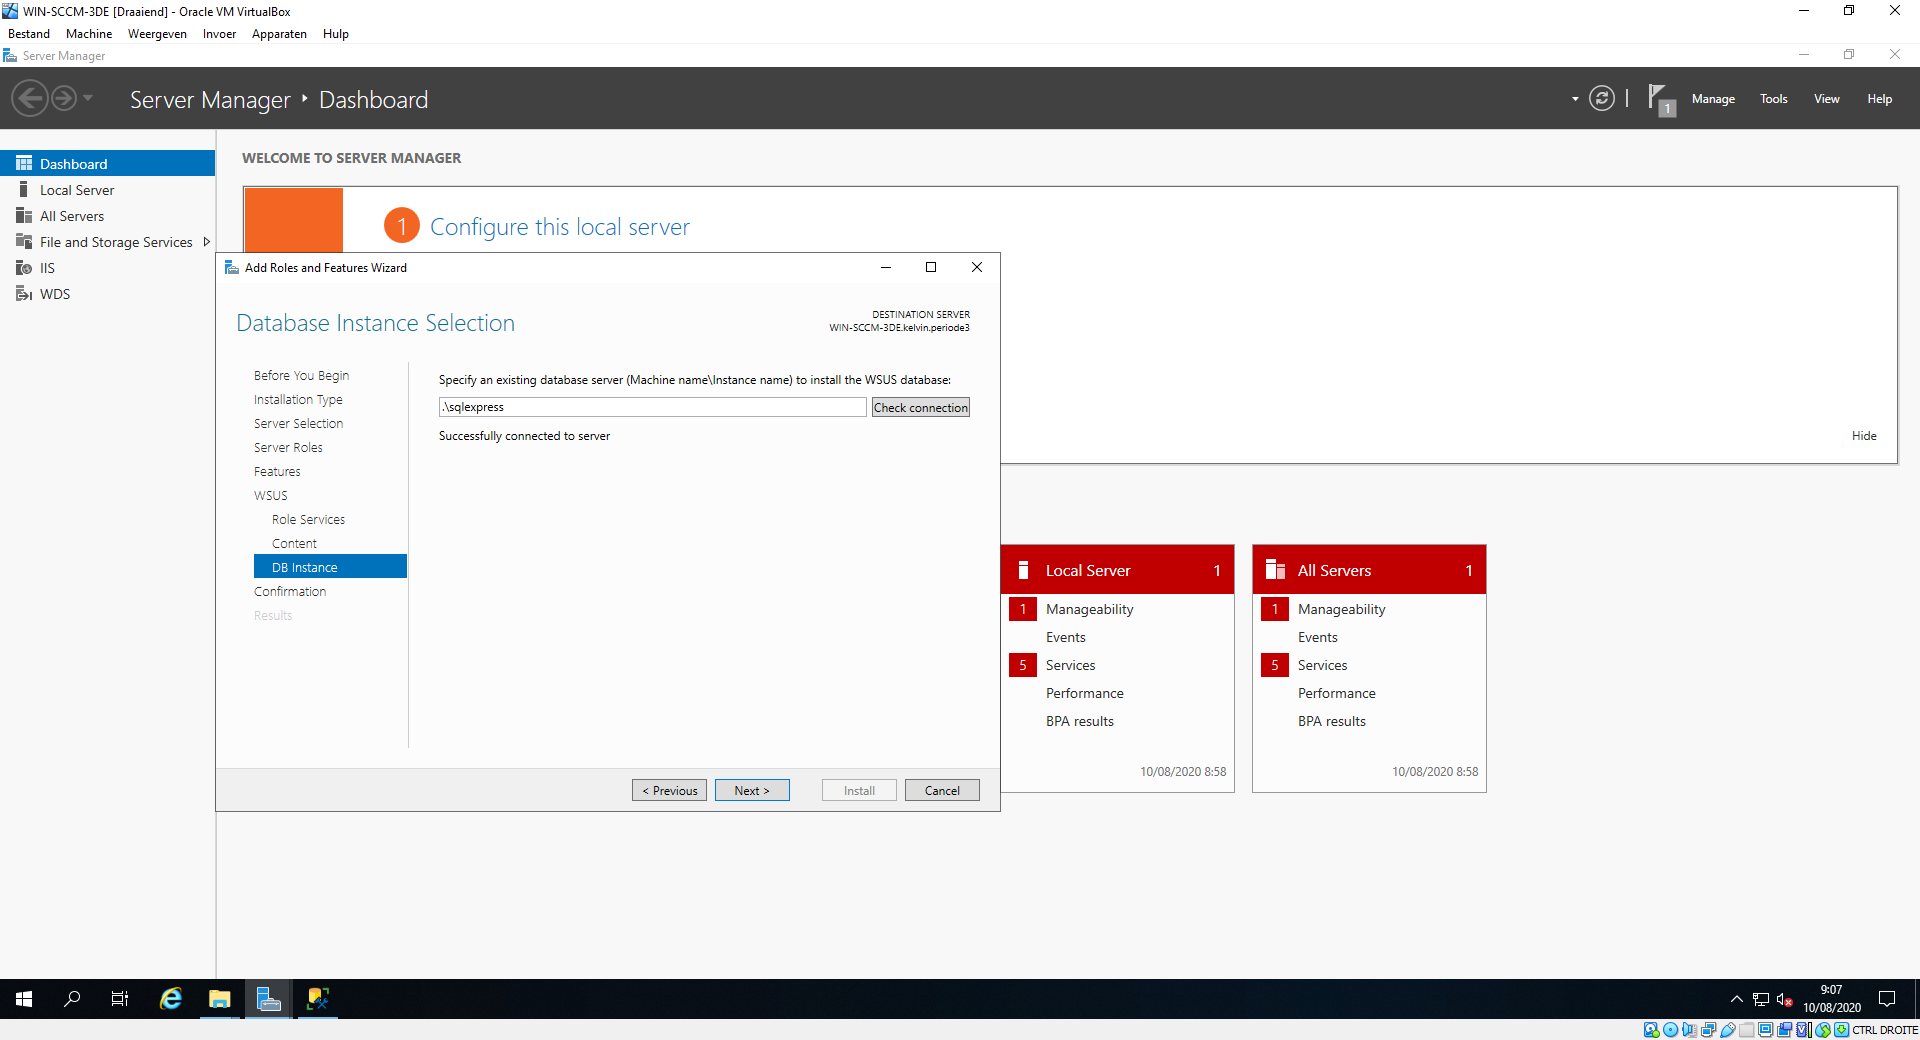 WIN-SCCM-3DE [Draaiend] - Oracle VM VirtualBox
Bestand Machine Weergeven Invoer Apparaten Hulp
Server Manager
Server Manager Dashboard
1 Manage Tools View Help
Dashboard
Local Server
All Servers
File and Storage Services
IIS
WDS
WELCOME TO SERVER MANAGER
1 Configure this local server
Hide
Add Roles and Features Wizard
Database Instance Selection
DESTINATION SERVER
WIN-SCCM-3DE.kelvin.periode3
Before You Begin
Installation Type
Server Selection
Server Roles
Features
WSUS
Role Services
Content
DB Instance
Confirmation
Results
Specify an existing database server (Machine name\Instance name) to install the WSUS database:
.\sqlexpress
Check connection
Successfully connected to server
< Previous Next > Install Cancel
Local Server 1
1 Manageability
Events
5 Services
Performance
BPA results
10/08/2020 8:58
All Servers 1
1 Manageability
Events
5 Services
Performance
BPA results
10/08/2020 8:58
9:07
10/08/2020
CTRL DROITE